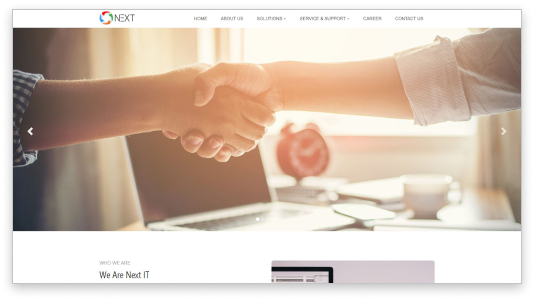 NEXT
HOME ABOUT US SOLUTIONS SERVICE & SUPPORT CAREER CONTACT US
WHO WE ARE
We Are Next IT